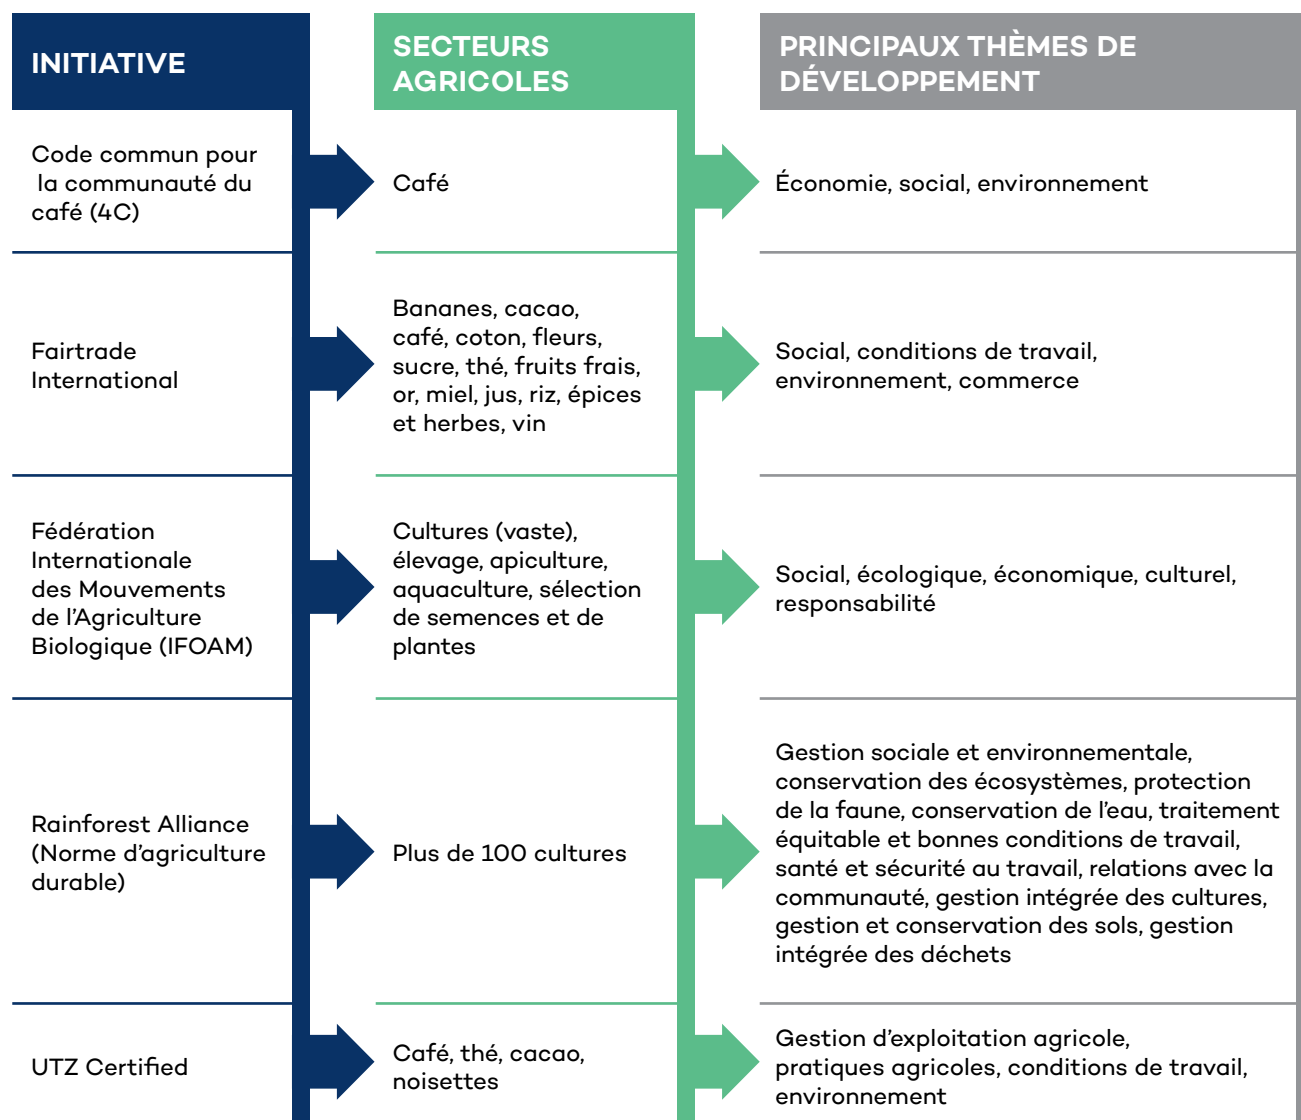 INITIATIVE
SECTEURS
AGRICOLES
PRINCIPAUX THÈMES DE
DÉVELOPPEMENT
Code commun pour
la communauté du
café (4C)
Café
Économie, social, environnement
Fairtrade
International
Bananes, cacao,
café, coton, fleurs,
sucre, thé, fruits frais,
or, miel, jus, riz, épices
et herbes, vin
Social, conditions de travail,
environnement, commerce
Fédération
Internationale
des Mouvements
de l’Agriculture
Biologique (IFOAM)
Cultures (vaste),
élevage, apiculture,
aquaculture, sélection
de semences et de
plantes
Social, écologique, économique, culturel,
responsabilité
Rainforest Alliance
(Norme d’agriculture
durable)
Plus de 100 cultures
Gestion sociale et environnementale,
conservation des écosystèmes, protection
de la faune, conservation de l’eau, traitement
équitable et bonnes conditions de travail,
santé et sécurité au travail, relations avec la
communauté, gestion intégrée des cultures,
gestion et conservation des sols, gestion
intégrée des déchets
UTZ Certified
Café, thé, cacao,
noisettes
Gestion d’exploitation agricole,
pratiques agricoles, conditions de travail,
environnement